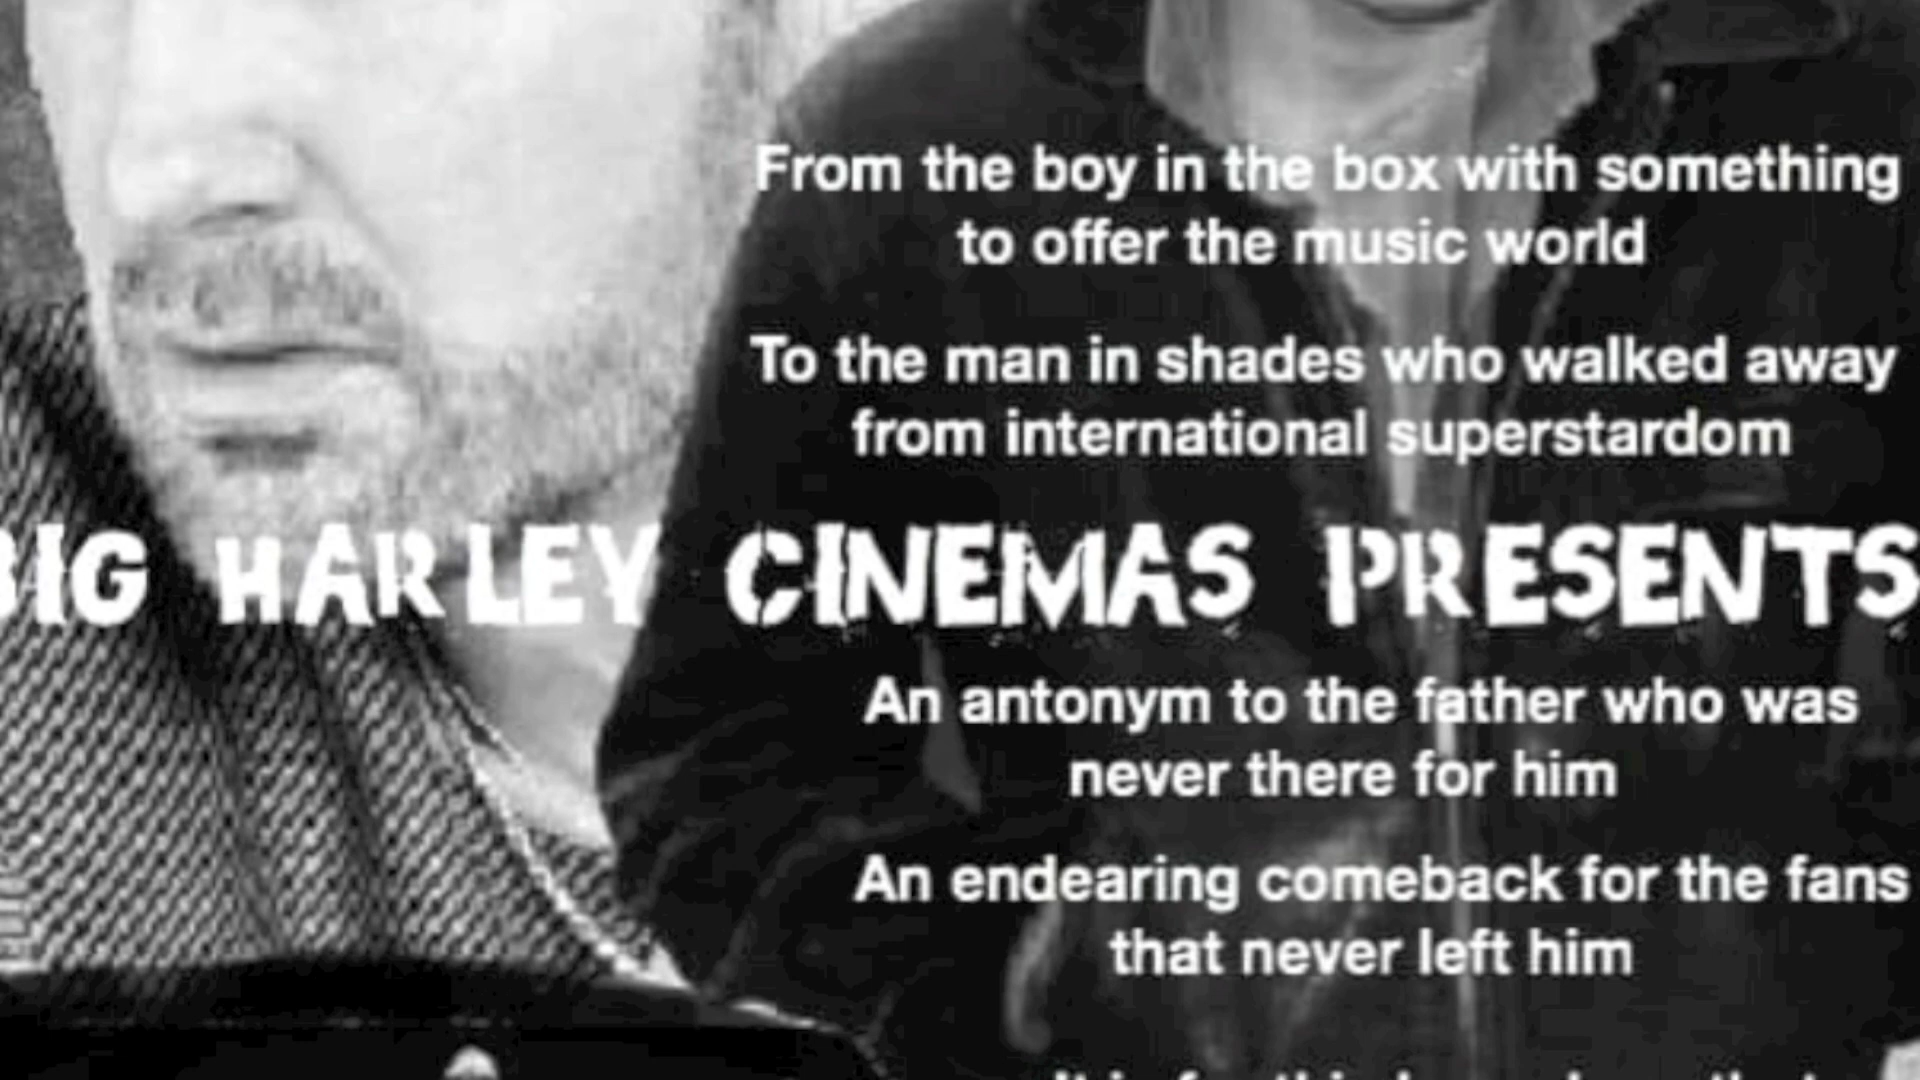 From the boy in the box with something
to offer the music world
To the man in shades who walked away
from international superstardom
BIG HARLEY CINEMAS PRESENTS
An antonym to the father who was
never there for him
An endearing comeback for the fans
that never left him